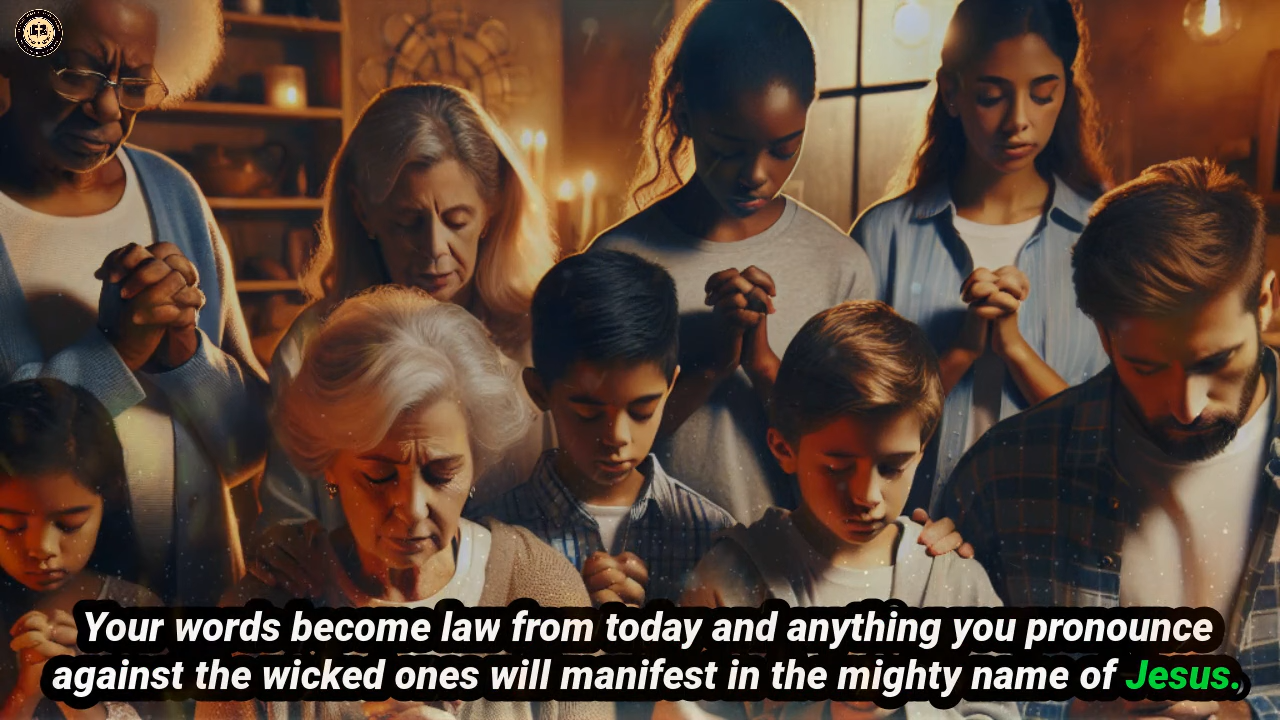 Your words become law from today and anything you pronounce
against the wicked ones will manifest in the mighty name of Jesus.